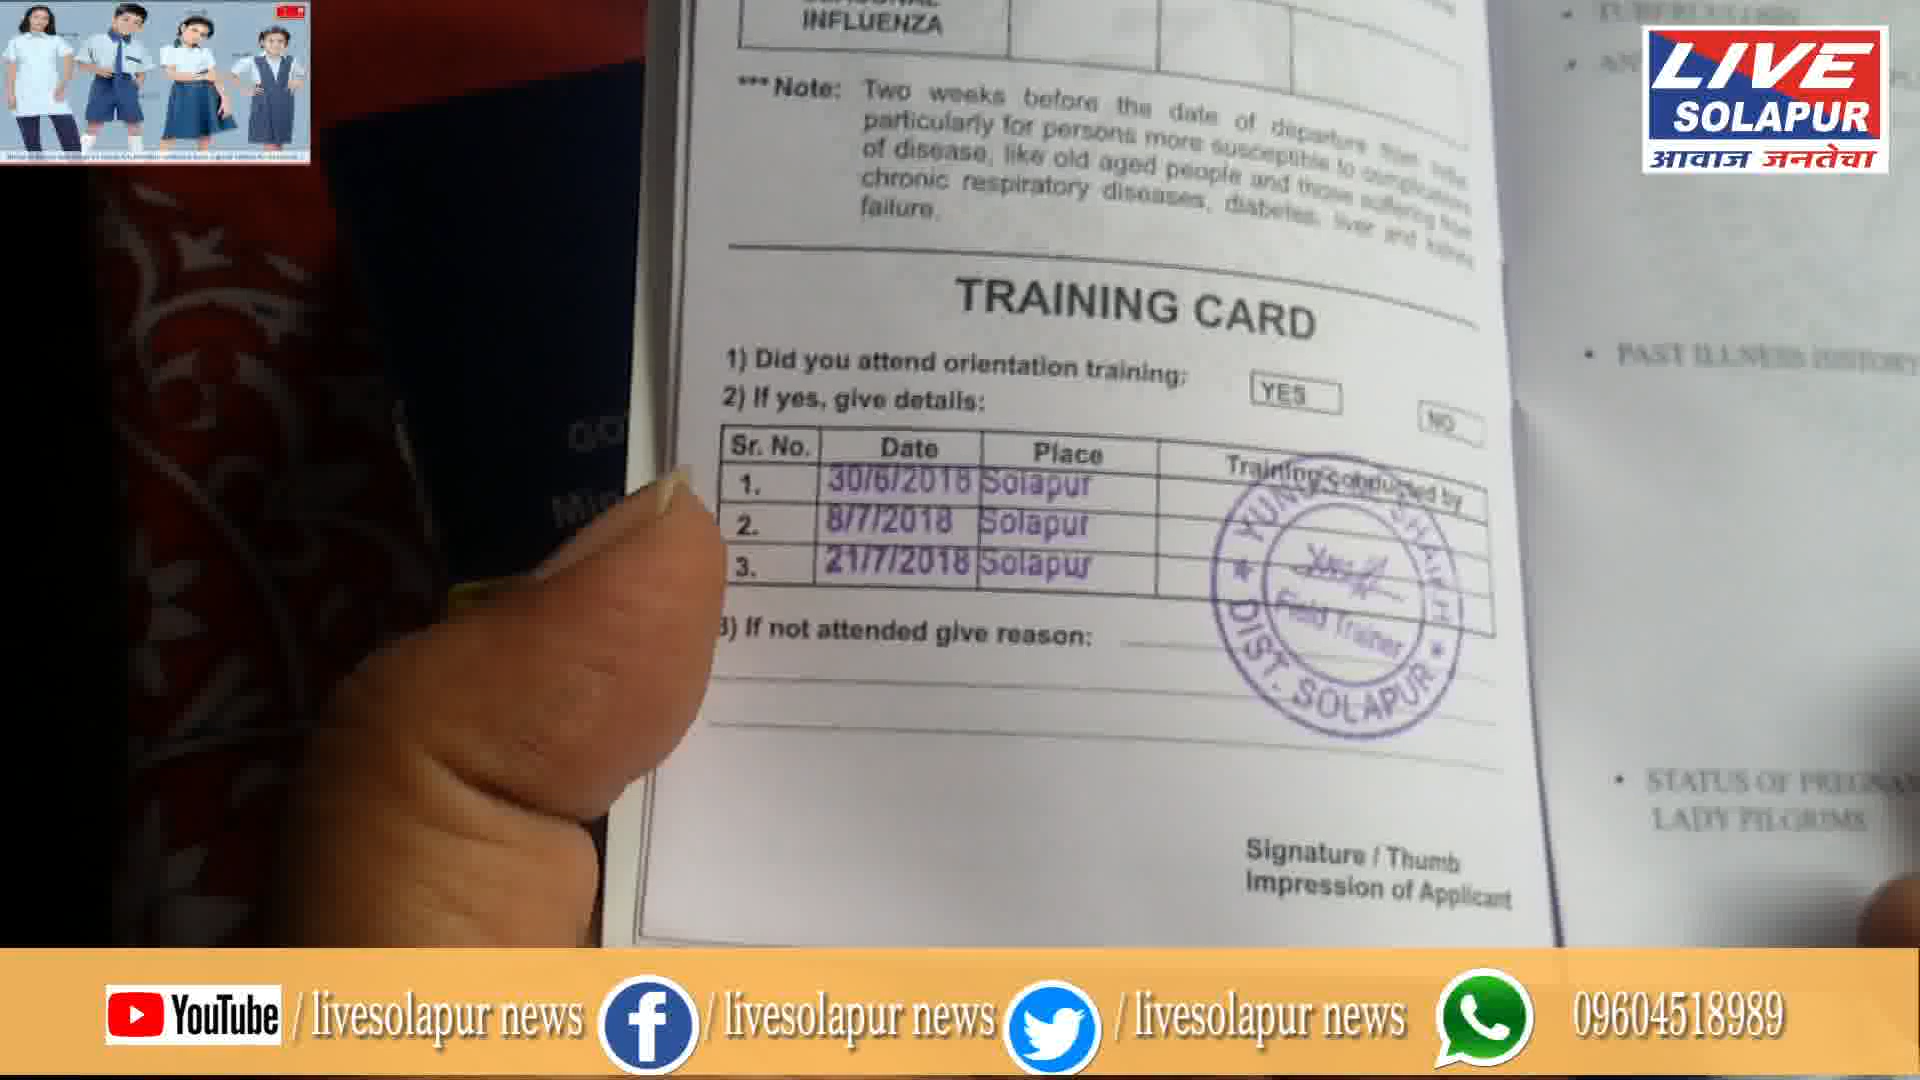 INFLUENZA
LIVE
SOLAPUR
आवाज जनतेचा
***Note: Two weeks before the date of departure
particularly for persons more susceptible to complications
of disease, like old aged people and those suffering from
chronic respiratory diseases, diabetes, liver and kidney
failure.
TRAINING CARD
1) Did you attend orientation training: YES NO
2) If yes, give details:
Sr. No. Date Place Training conducted by
1. 30/6/2018 Solapur
2. 8/7/2018 Solapur
3. 21/7/2018 Solapur
SHAIKH
Field Trainer
DIST. SOLAPUR
3) If not attended give reason:
Signature / Thumb
Impression of Applicant
PAST ILLNESS HISTORY
STATUS OF
LADY PILGRIMS
YouTube / livesolapur news / livesolapur news / livesolapur news 09604518989